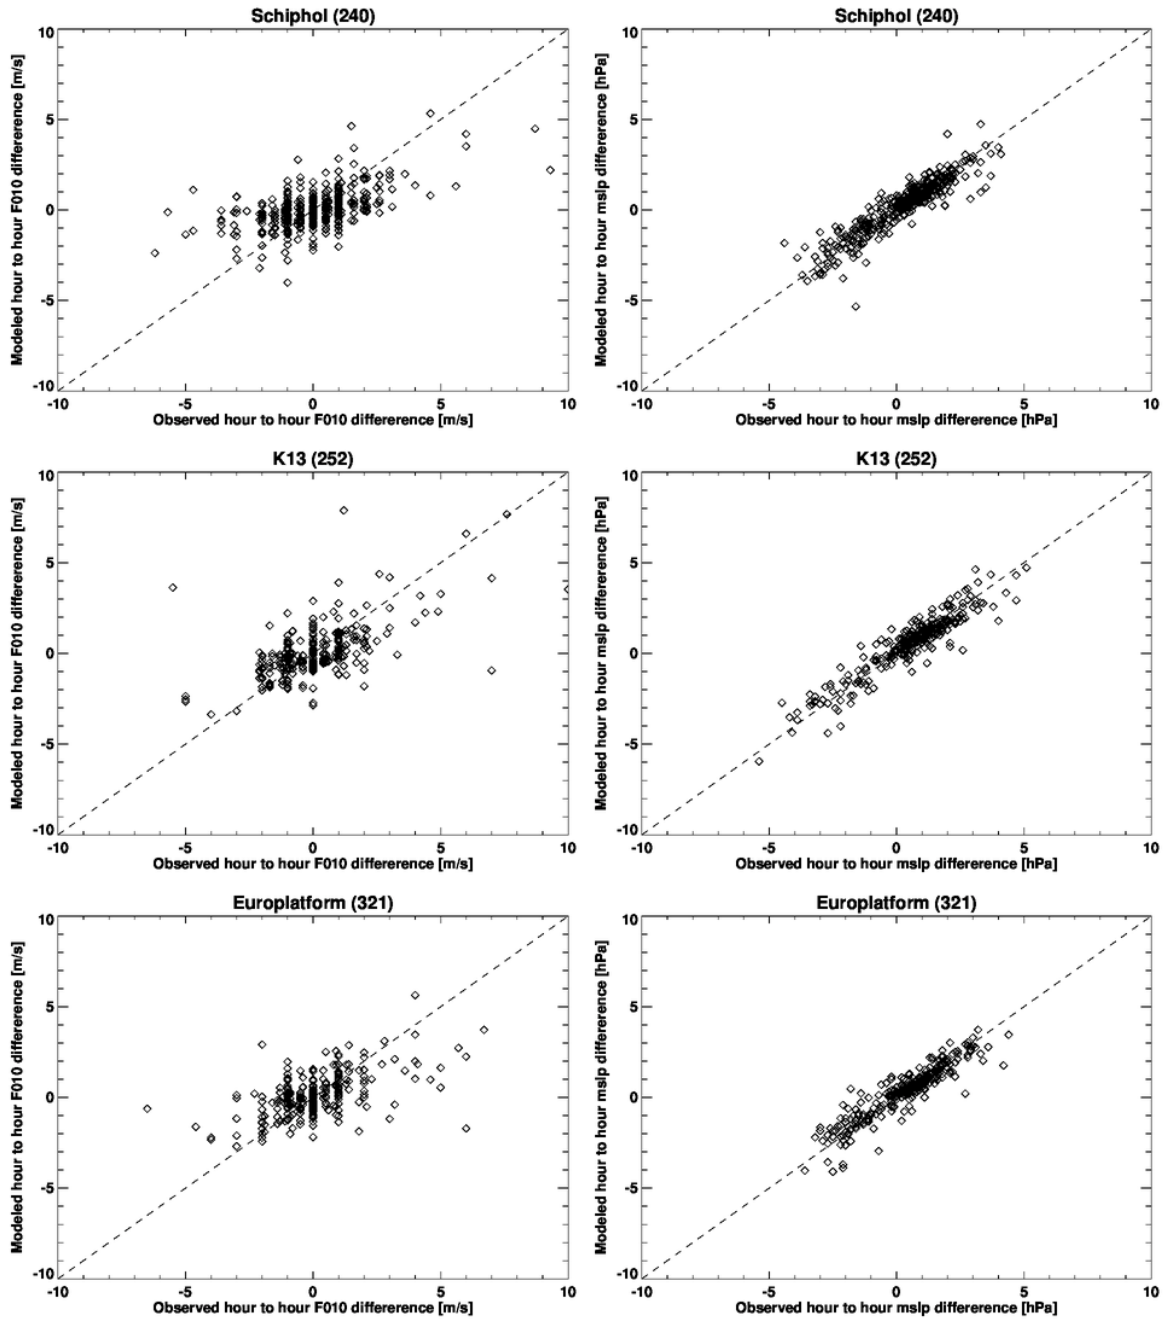 Schiphol (240)
Modeled hour to hour F010 differerence [m/s]
10
5
0
-5
-10
-10 -5 0 5 10
Observed hour to hour F010 differerence [m/s]
Schiphol (240)
Modeled hour to hour mslp differerence [hPa]
10
5
0
-5
-10
-10 -5 0 5 10
Observed hour to hour mslp differerence [hPa]
K13 (252)
Modeled hour to hour F010 differerence [m/s]
10
5
0
-5
-10
-10 -5 0 5 10
Observed hour to hour F010 differerence [m/s]
K13 (252)
Modeled hour to hour mslp differerence [hPa]
10
5
0
-5
-10
-10 -5 0 5 10
Observed hour to hour mslp differerence [hPa]
Europlatform (321)
Modeled hour to hour F010 differerence [m/s]
10
5
0
-5
-10
-10 -5 0 5 10
Observed hour to hour F010 differerence [m/s]
Europlatform (321)
Modeled hour to hour mslp differerence [hPa]
10
5
0
-5
-10
-10 -5 0 5 10
Observed hour to hour mslp differerence [hPa]